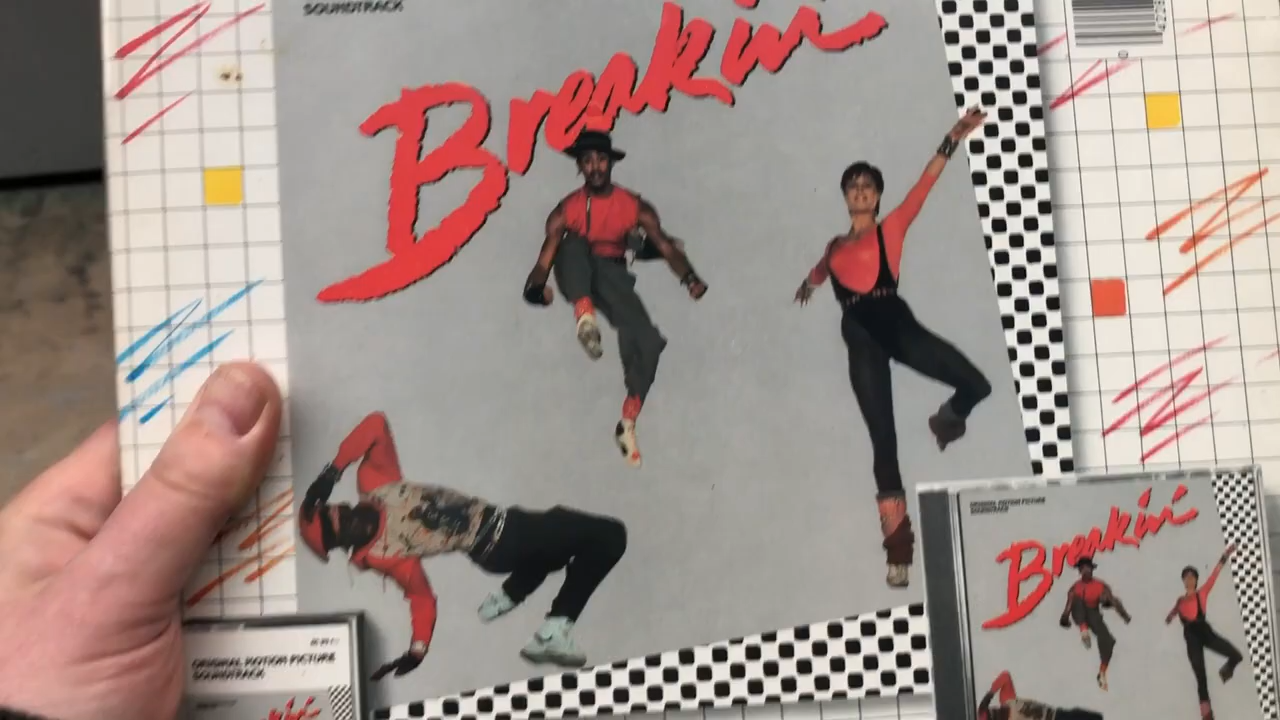 SOUNDTRACK
Breakin'
ORIGINAL MOTION PICTURE
SOUNDTRACK
Breakin'
ORIGINAL MOTION PICTURE
SOUNDTRACK